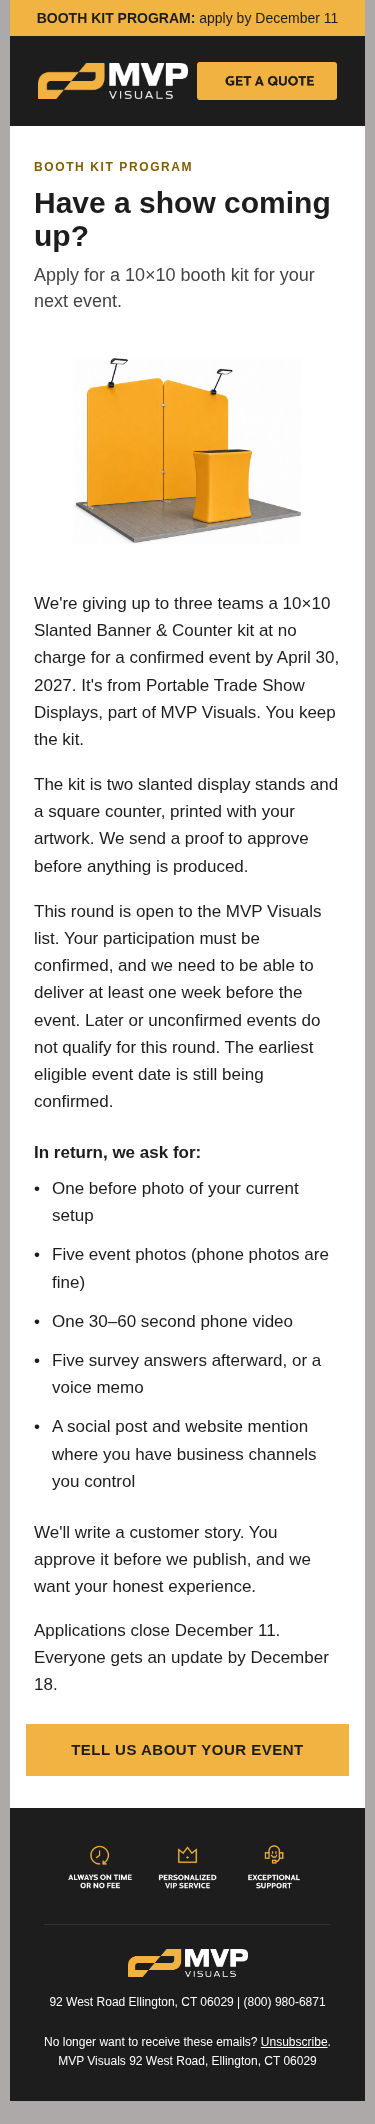 BOOTH KIT PROGRAM: apply by December 11
MVP
VISUALS
GET A QUOTE
BOOTH KIT PROGRAM
Have a show coming
up?
Apply for a 10×10 booth kit for your
next event.
We're giving up to three teams a 10×10
Slanted Banner & Counter kit at no
charge for a confirmed event by April 30,
2027. It's from Portable Trade Show
Displays, part of MVP Visuals. You keep
the kit.
The kit is two slanted display stands and
a square counter, printed with your
artwork. We send a proof to approve
before anything is produced.
This round is open to the MVP Visuals
list. Your participation must be
confirmed, and we need to be able to
deliver at least one week before the
event. Later or unconfirmed events do
not qualify for this round. The earliest
eligible event date is still being
confirmed.
In return, we ask for:
• One before photo of your current
setup
• Five event photos (phone photos are
fine)
• One 30–60 second phone video
• Five survey answers afterward, or a
voice memo
• A social post and website mention
where you have business channels
you control
We'll write a customer story. You
approve it before we publish, and we
want your honest experience.
Applications close December 11.
Everyone gets an update by December
18.
TELL US ABOUT YOUR EVENT
ALWAYS ON TIME
OR NO FEE
PERSONALIZED
VIP SERVICE
EXCEPTIONAL
SUPPORT
MVP
VISUALS
92 West Road Ellington, CT 06029 | (800) 980-6871
No longer want to receive these emails? Unsubscribe.
MVP Visuals 92 West Road, Ellington, CT 06029